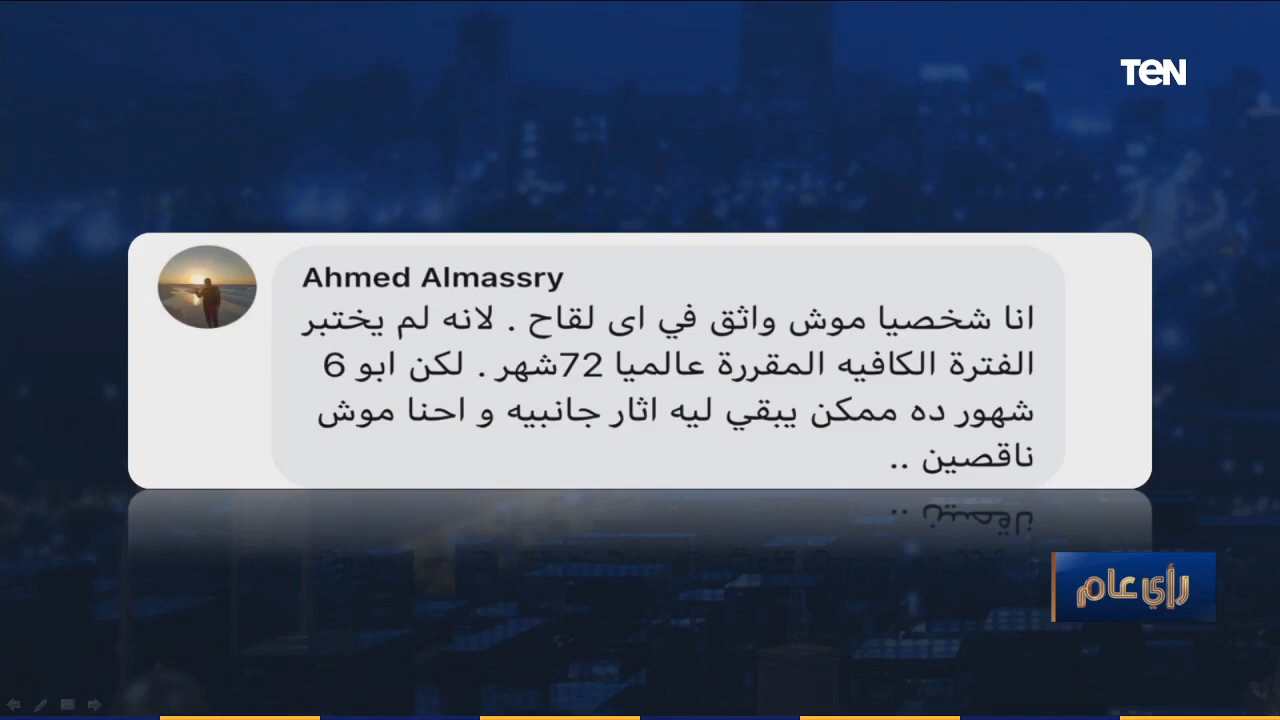 TEN
Ahmed Almassry
انا شخصيا موش واثق في اى لقاح . لانه لم يختبر
الفترة الكافيه المقررة عالميا 72شهر . لكن ابو 6
شهور ده ممكن يبقي ليه اثار جانبيه و احنا موش
ناقصين ..
رأي عام